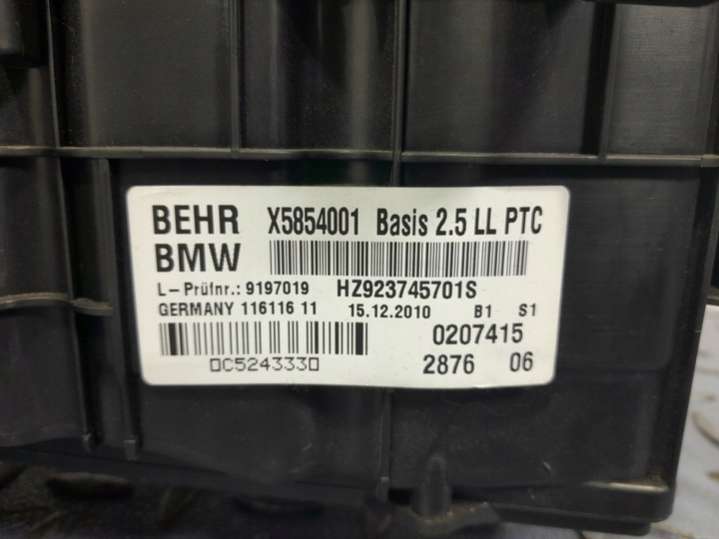 BEHR X5854001 Basis 2.5 LL PTC
BMW
L-Prüfnr.: 9197019 HZ923745701S
GERMANY 116116 11 15.12.2010 B1 S1
0207415
0C5243330
2876 06